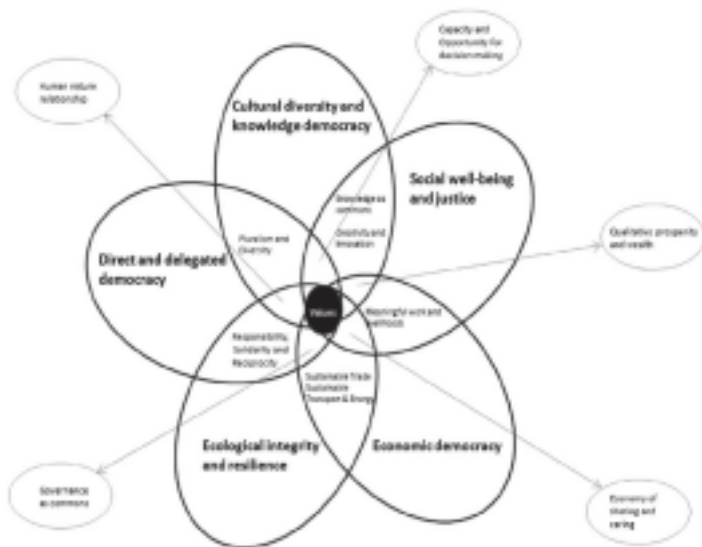 Capacity and
Opportunity for
decision making
Human nature
relationship
Cultural diversity and
knowledge democracy
Social well-being
and justice
Knowledge as
commons
Creativity and
Innovation
Pluralism and
Diversity
Qualitative prosperity
and wealth
Direct and delegated
democracy
Values
Meaningful work and
livelihoods
Responsibility,
Solidarity and
Reciprocity
Sustainable Trade
Sustainable
Transport & Energy
Ecological integrity
and resilience
Economic democracy
Governance
as commons
Economy of
sharing and
caring